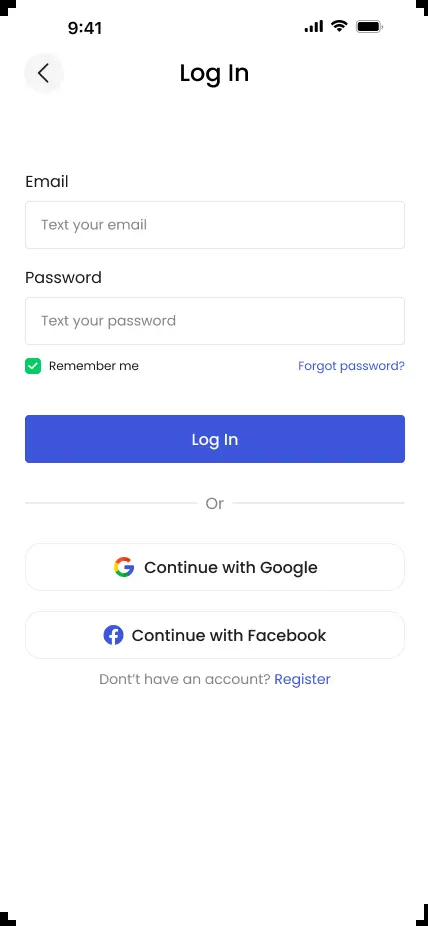 9:41
Log In
Email
Text your email
Password
Text your password
Remember me Forgot password?
Log In
Or
Continue with Google
Continue with Facebook
Dont’t have an account? Register